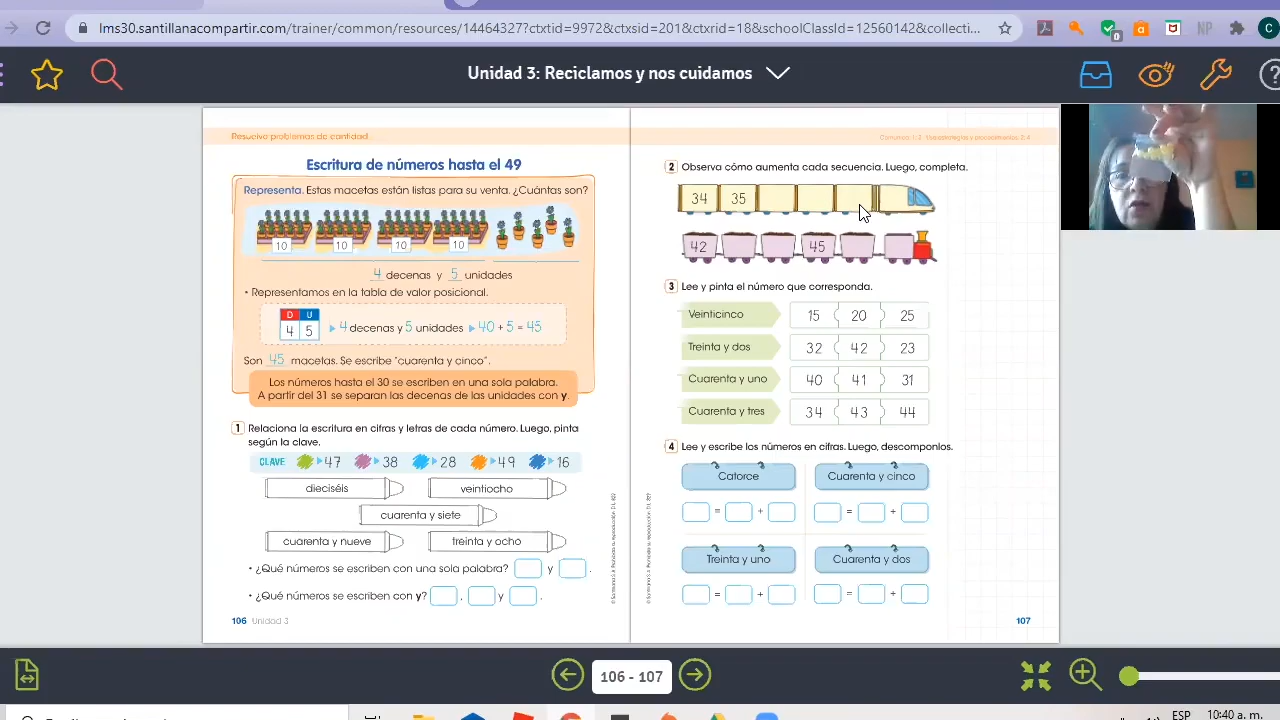 lms30.santillanacompartir.com/trainer/common/resources/14464327?ctxtid=9972&ctxsid=201&ctrid=18&schoolClassId=12560142&collecti...
Unidad 3: Reciclamos y nos cuidamos
Resuelve problemas de cantidad
Escritura de números hasta el 49
Representa. Estas macetas están listas para su venta. ¿Cuántas son?
10 10 10 10
4 decenas y 5 unidades
• Representamos en la tabla de valor posicional.
D U
4 5 4 decenas y 5 unidades 40 + 5 = 45
Son 45 macetas. Se escribe "cuarenta y cinco".
Los números hasta el 30 se escriben en una sola palabra.
A partir del 31 se separan las decenas de las unidades con y.
1 Relaciona la escritura en cifras y letras de cada número. Luego, pinta
según la clave.
CLAVE 47 38 28 49 16
dieciséis veintiocho
cuarenta y siete
cuarenta y nueve treinta y ocho
• ¿Qué números se escriben con una sola palabra? y .
• ¿Qué números se escriben con y? , y .
106 Unidad 3
2 Observa cómo aumenta cada secuencia. Luego, completa.
34 35
42 45
3 Lee y pinta el número que corresponda.
Veinticinco 15 20 25
Treinta y dos 32 42 23
Cuarenta y uno 40 41 31
Cuarenta y tres 34 43 44
4 Lee y escribe los números en cifras. Luego, descomponlos.
Catorce Cuarenta y cinco
= + = +
Treinta y uno Cuarenta y dos
= + = +
107
106 - 107
ESP 10:40 a. m.